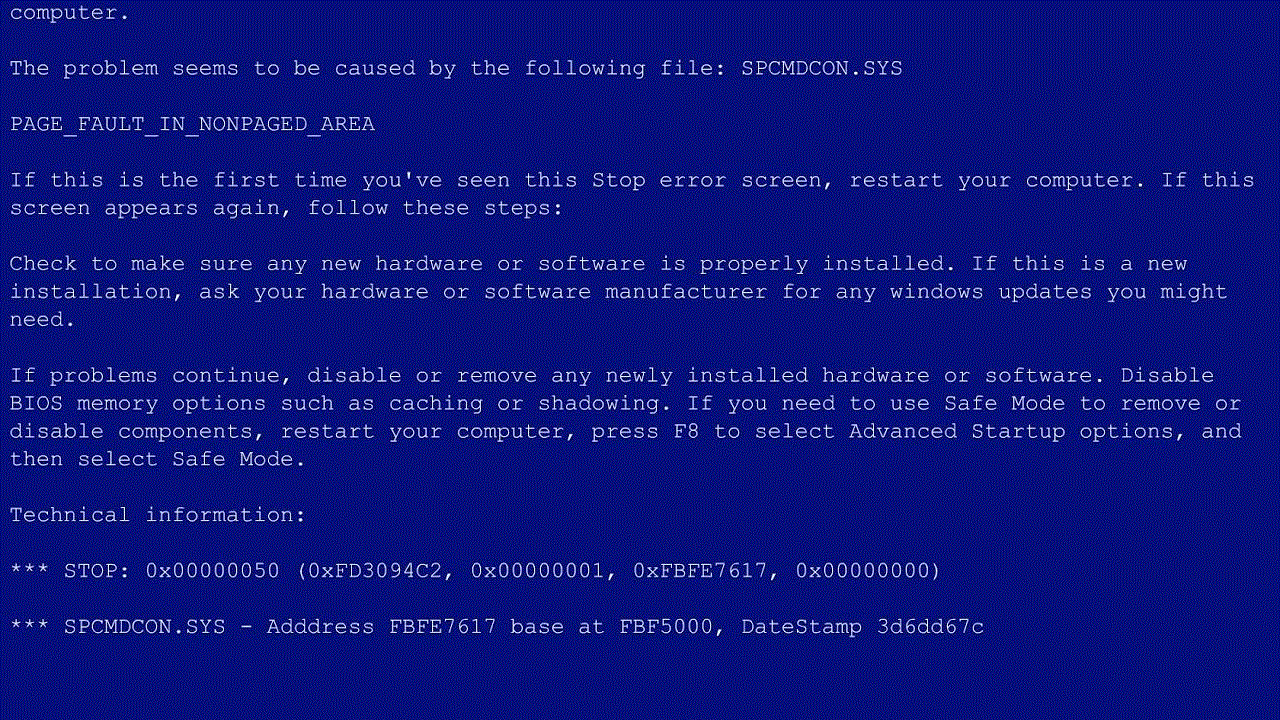 computer.
The problem seems to be caused by the following file: SPCMDCON.SYS
PAGE_FAULT_IN_NONPAGED_AREA
If this is the first time you've seen this Stop error screen, restart your computer. If this
screen appears again, follow these steps:
Check to make sure any new hardware or software is properly installed. If this is a new
installation, ask your hardware or software manufacturer for any windows updates you might
need.
If problems continue, disable or remove any newly installed hardware or software. Disable
BIOS memory options such as caching or shadowing. If you need to use Safe Mode to remove or
disable components, restart your computer, press F8 to select Advanced Startup options, and
then select Safe Mode.
Technical information:
*** STOP: 0x00000050 (0xFD3094C2, 0x00000001, 0xFBFE7617, 0x00000000)
*** SPCMDCON.SYS - Adddress FBFE7617 base at FBF5000, DateStamp 3d6dd67c